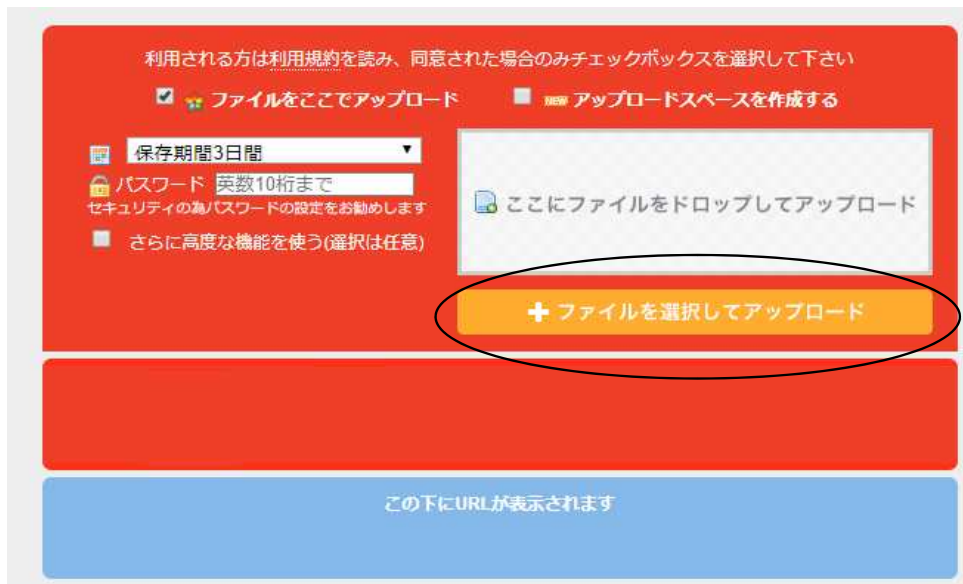 利用される方は利用規約を読み、同意された場合のみチェックボックスを選択して下さい
ファイルをここでアップロード
NEW アップロードスペースを作成する
保存期間3日間
パスワード 英数10桁まで
セキュリティの為パスワードの設定をお勧めします
さらに高度な機能を使う(選択は任意)
ここにファイルをドロップしてアップロード
ファイルを選択してアップロード
この下にURLが表示されます